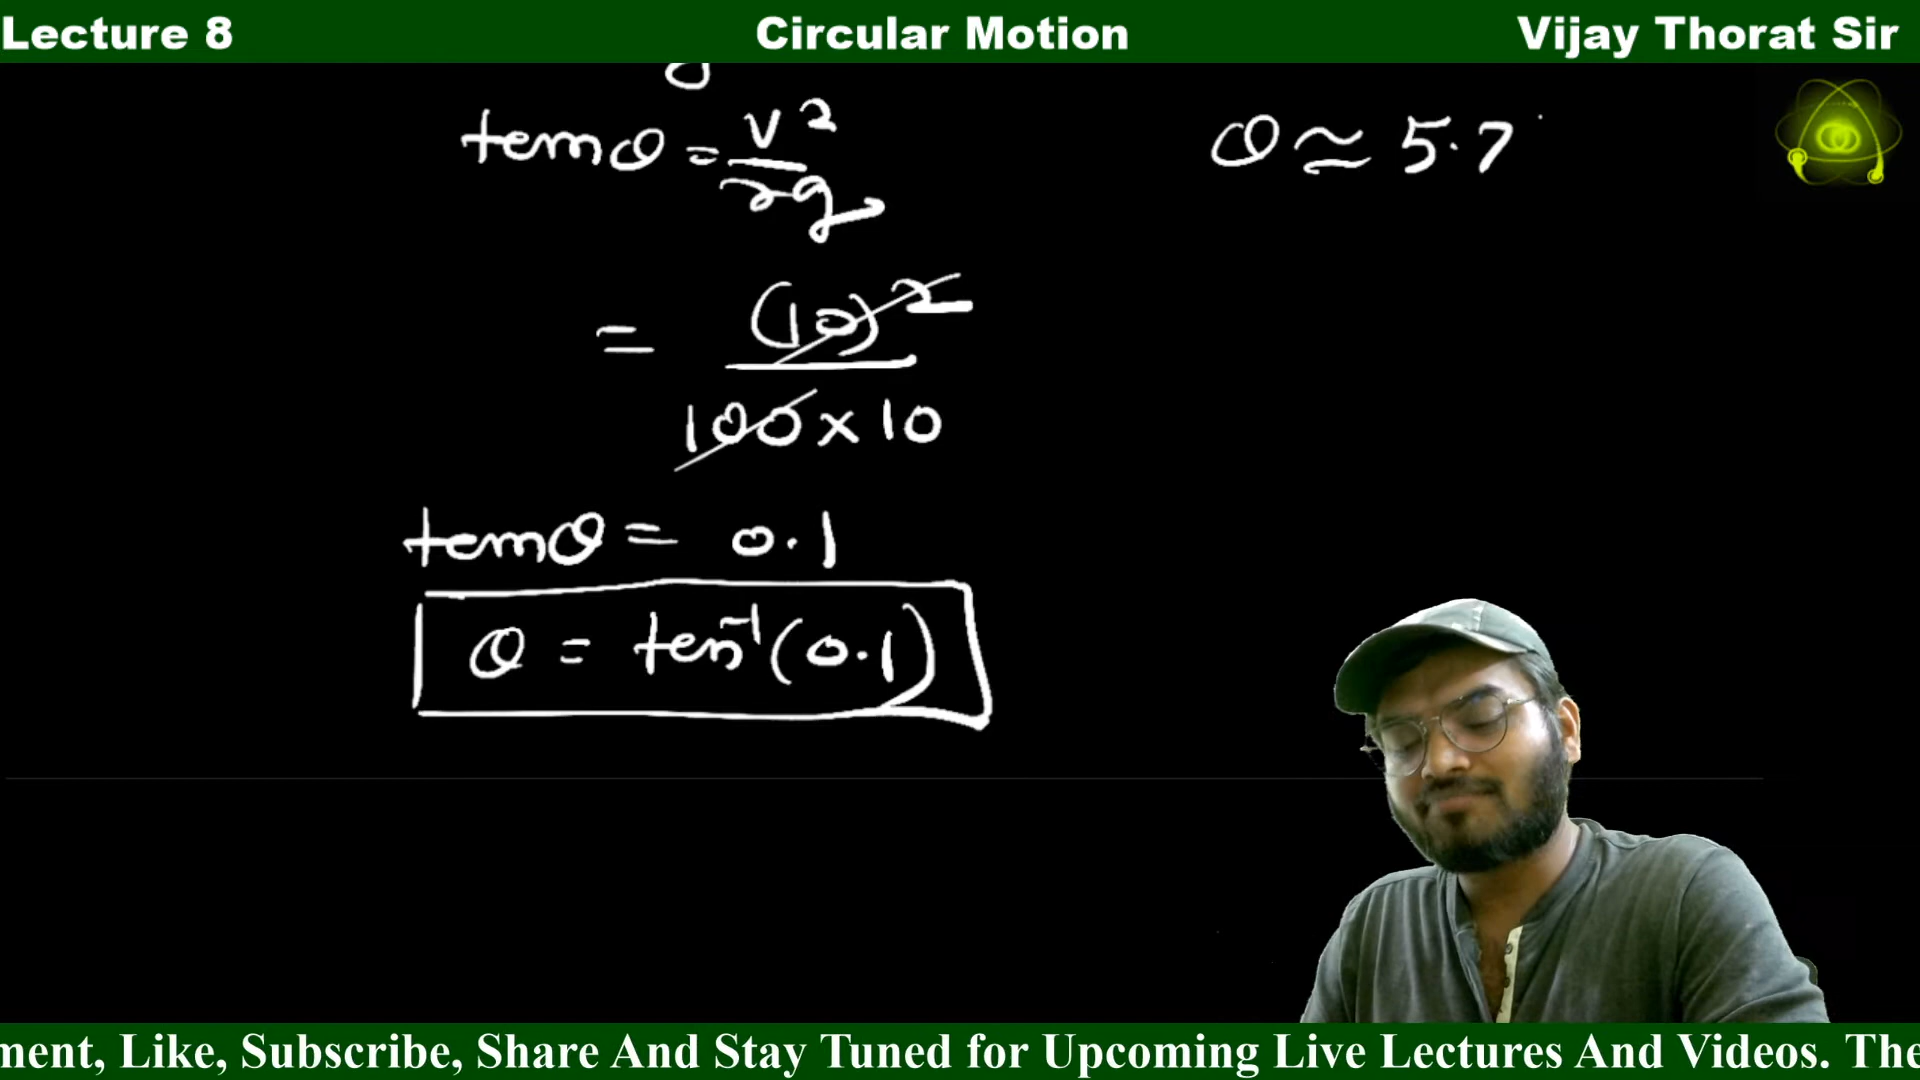 Lecture 8 Circular Motion Vijay Thorat Sir
tanθ = v²/rg
θ ≃ 5.7
= (10)²/100×10
tanθ = 0.1
θ = tan⁻¹(0.1)
ment, Like, Subscribe, Share And Stay Tuned for Upcoming Live Lectures And Videos. The